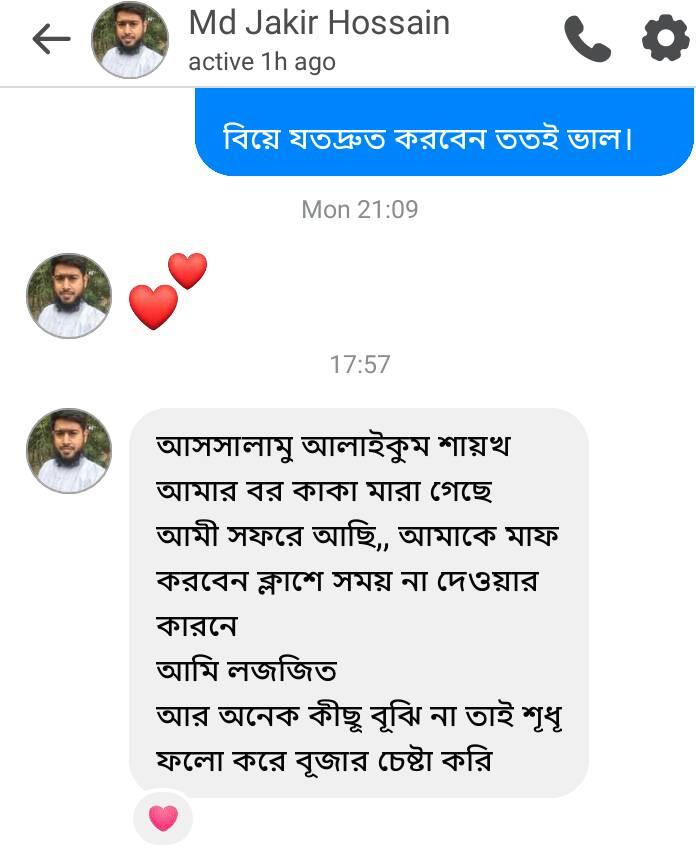 Md Jakir Hossain
active 1h ago
বিয়ে যতদ্রুত করবেন ততই ভাল।
Mon 21:09
17:57
আসসালামু আলাইকুম শায়খ
আমার বর কাকা মারা গেছে
আমী সফরে আছি,, আমাকে মাফ
করবেন ক্লাশে সময় না দেওয়ার
কারনে
আমি লজজিত
আর অনেক কীছূ বূঝি না তাই শূধূ
ফলো করে বূজার চেষ্টা করি